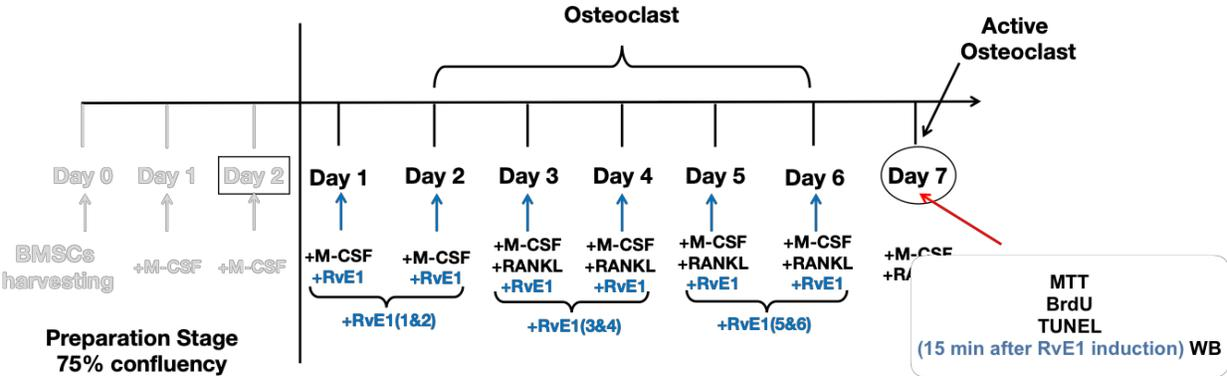 Osteoclast
Active
Osteoclast
Day 0 Day 1 Day 2 Day 1 Day 2 Day 3 Day 4 Day 5 Day 6 Day 7
BMSCs
harvesting
+M-CSF
+M-CSF
+M-CSF
+RvE1
+M-CSF
+RvE1
+RvE1(1&2)
+M-CSF
+RANKL
+RvE1
+M-CSF
+RANKL
+RvE1
+RvE1(3&4)
+M-CSF
+RANKL
+RvE1
+M-CSF
+RANKL
+RvE1
+RvE1(5&6)
+M-CSF
Preparation Stage
75% confluency
MTT
BrdU
TUNEL
(15 min after RvE1 induction) WB